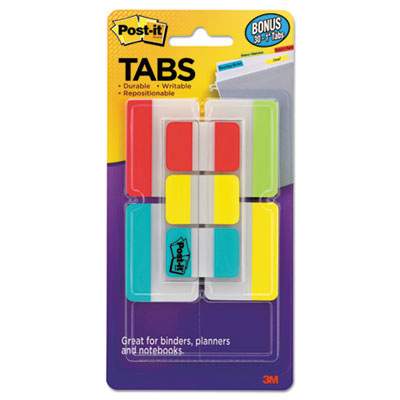 Post-it
BONUS
30 1" Tabs
TABS
• Durable • Writable
• Repositionable
Post-it
Great for binders, planners
and notebooks.
3M